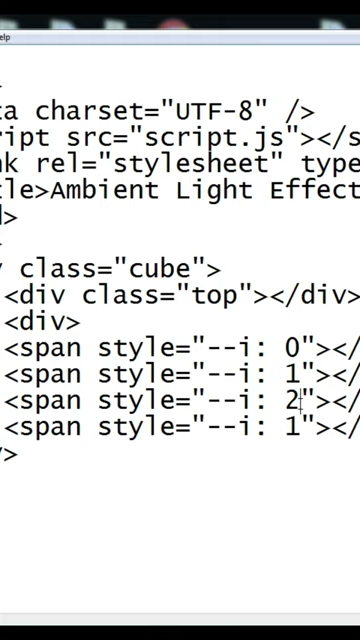 elp
ta charset="UTF-8" />
ript src="script.js"></s
nk rel="stylesheet" type
tle>Ambient Light Effect
d>
v class="cube">
<div class="top"></div>
<div>
<span style="--i: 0"></
<span style="--i: 1"></
<span style="--i: 2"></
<span style="--i: 1"></
v>